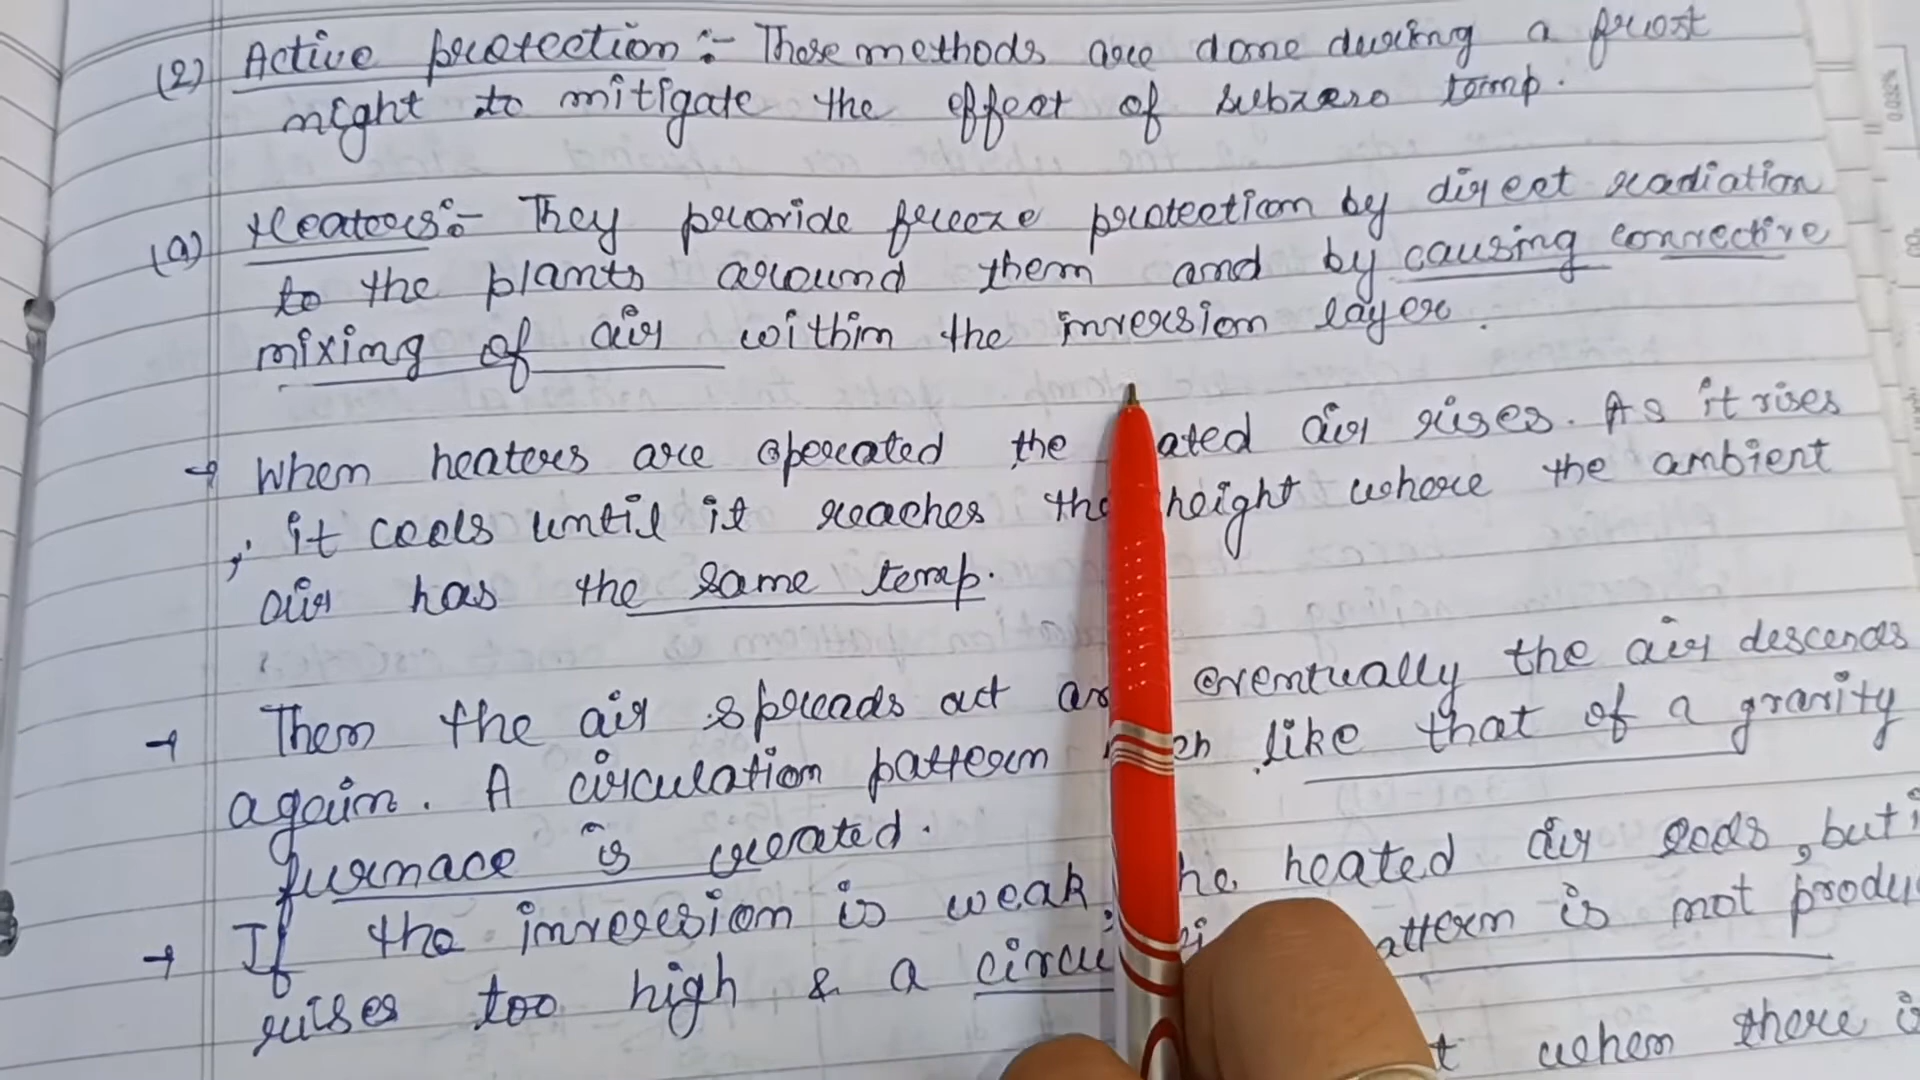 (2) Active protection :- These methods are done during a frost
night to mitigate the effect of subzero temp.
(a) Heaters:- They provide freeze protection by direct radiation
to the plants around them and by causing convective
mixing of air within the inversion layer.
→ When heaters are operated the ated air rises. As it rises
, it cools until it reaches the height where the ambient
air has the same temp.
→ Then the air spreads out eventually the air descends
again. A circulation pattern like that of a gravity
furnace is created.
→ If the inversion is weak, heated air cools, but
rises too high & a is not
when there